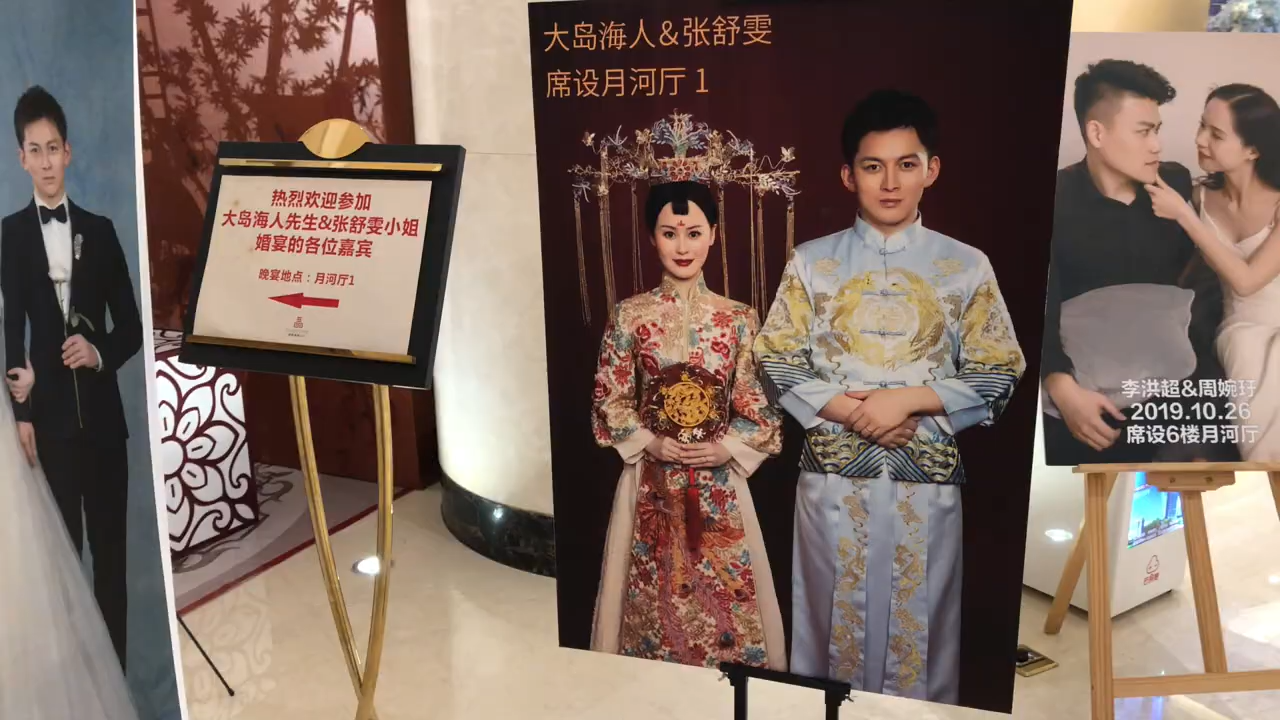 热烈欢迎参加
大岛海人先生&张舒雯小姐
婚宴的各位嘉宾
晚宴地点：月河厅1
大岛海人&张舒雯
席设月河厅 1
李洪超&周婉玗
2019.10.26
席设6楼月河厅